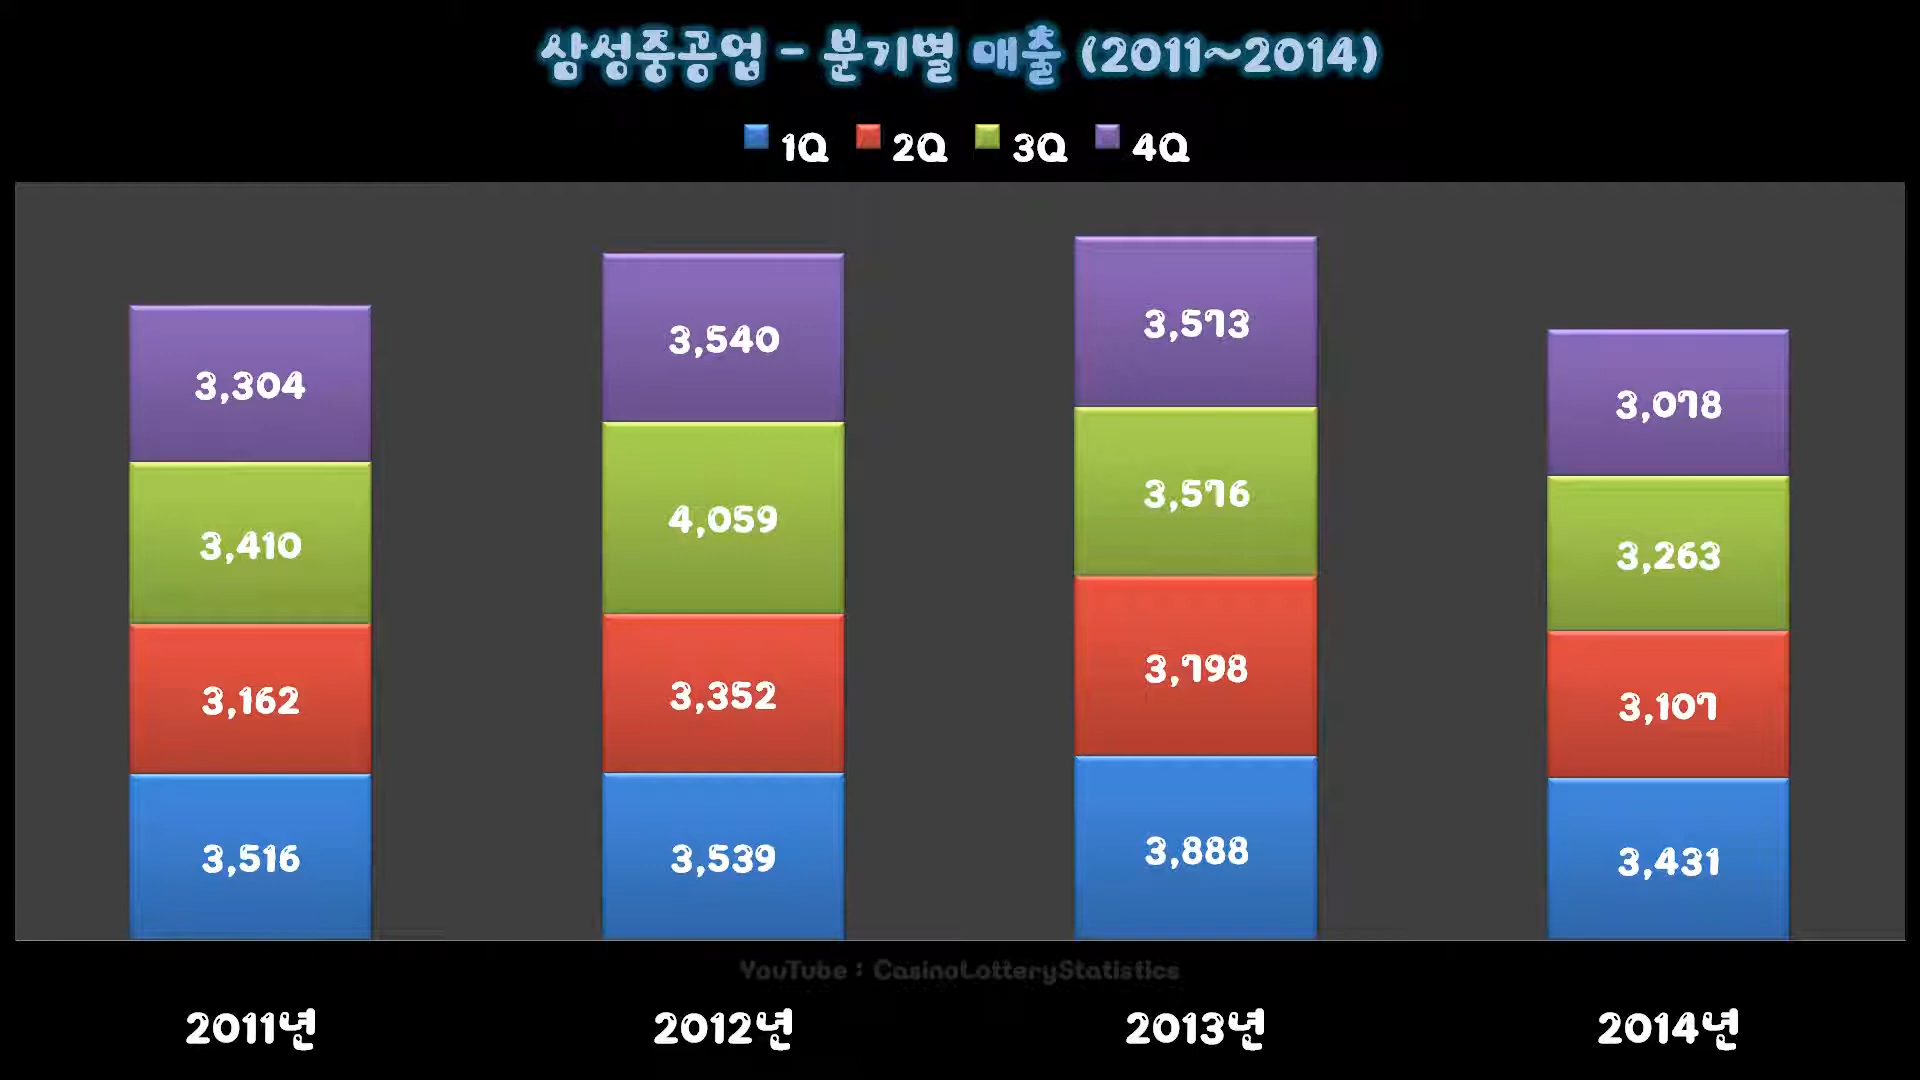 삼성중공업 - 분기별 매출 (2011~2014)
1Q 2Q 3Q 4Q
3,304 3,540 3,573 3,078
3,410 4,059 3,576 3,263
3,162 3,352 3,798 3,107
3,516 3,539 3,888 3,431
YouTube : CasinoLotteryStatistics
2011년 2012년 2013년 2014년